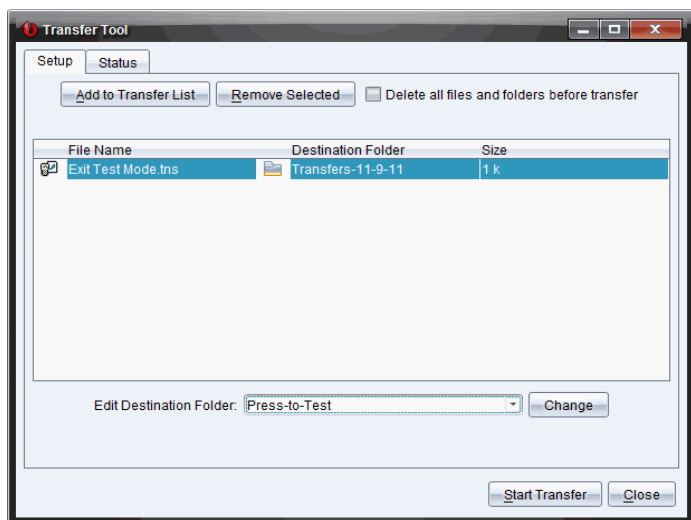 Transfer Tool
Setup Status
Add to Transfer List Remove Selected Delete all files and folders before transfer
File Name Destination Folder Size
Exit Test Mode.tns Transfers-11-9-11 1 k
Edit Destination Folder: Press-to-Test Change
Start Transfer Close